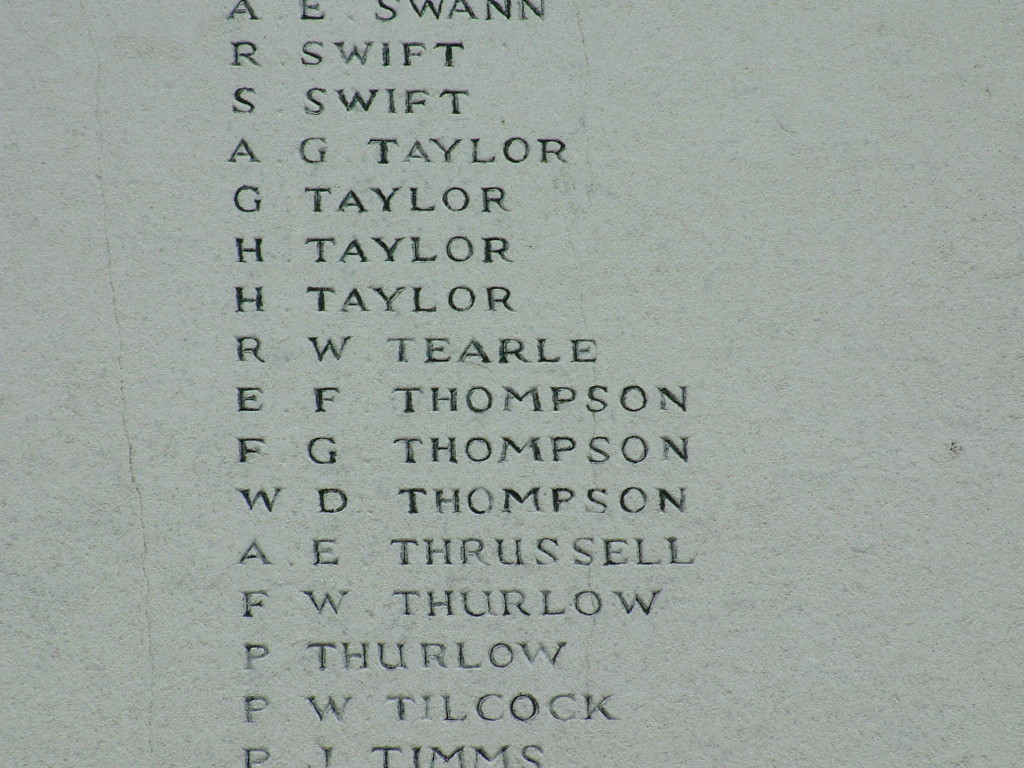 A E SWANN
R SWIFT
S SWIFT
A G TAYLOR
G TAYLOR
H TAYLOR
H TAYLOR
R W TEARLE
E F THOMPSON
F G THOMPSON
W D THOMPSON
A E THRUSSELL
F W THURLOW
P THURLOW
P W TILCOCK
P J TIMMS